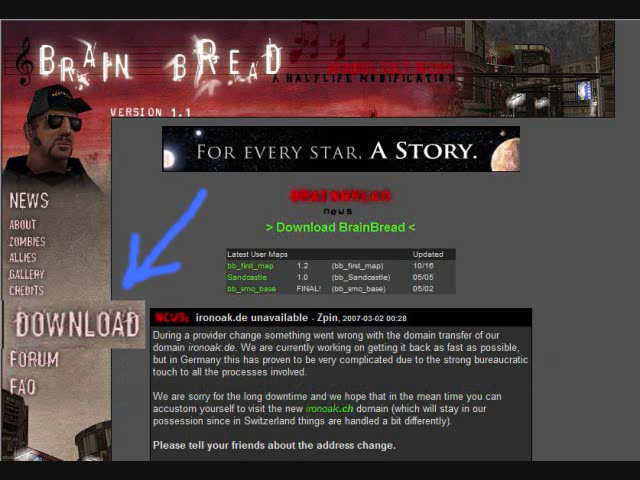 BRAIN BREAD
A HALFLIFE MODIFICATION
VERSION 1.1
FOR EVERY STAR, A STORY.
NEWS
ABOUT
ZOMBIES
ALLIES
GALLERY
CREDITS
DOWNLOAD
FORUM
FAQ
news
> Download BrainBread <
Latest User Maps Updated
bb_first_map 1.2 (bb_first_map) 10/16
Sandcastle 1.0 (bb_Sandcastle) 05/05
bb_smo_base FINAL! (bb_smo_base) 05/02
NEWS: ironoak.de unavailable - Zpin, 2007-03-02 00:28
During a provider change something went wrong with the domain transfer of our
domain ironoak.de. We are currently working on getting it back as fast as possible,
but in Germany this has proven to be very complicated due to the strong bureaucratic
touch to all the processes involved.
We are sorry for the long downtime and we hope that in the mean time you can
accustom yourself to visit the new ironoak.ch domain (which will stay in our
possession since in Switzerland things are handled a bit differently).
Please tell your friends about the address change.